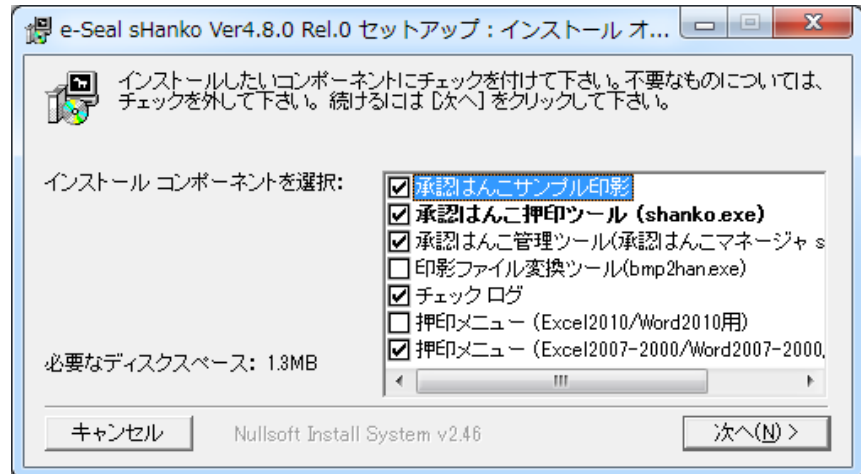 e-Seal sHanko Ver4.8.0 Rel.0 セットアップ：インストール オ...
インストールしたいコンポーネントにチェックを付けて下さい。不要なものについては、
チェックを外して下さい。続けるには [次へ] をクリックして下さい。
インストール コンポーネントを選択:
承認はんこサンプル印影
承認はんこ押印ツール (shanko.exe)
承認はんこ管理ツール(承認はんこマネージャ s
印影ファイル変換ツール(bmp2han.exe)
チェック ログ
押印メニュー (Excel2010/Word2010用)
押印メニュー (Excel2007-2000/Word2007-2000,
必要なディスクスペース: 1.3MB
キャンセル
Nullsoft Install System v2.46
次へ(N) >